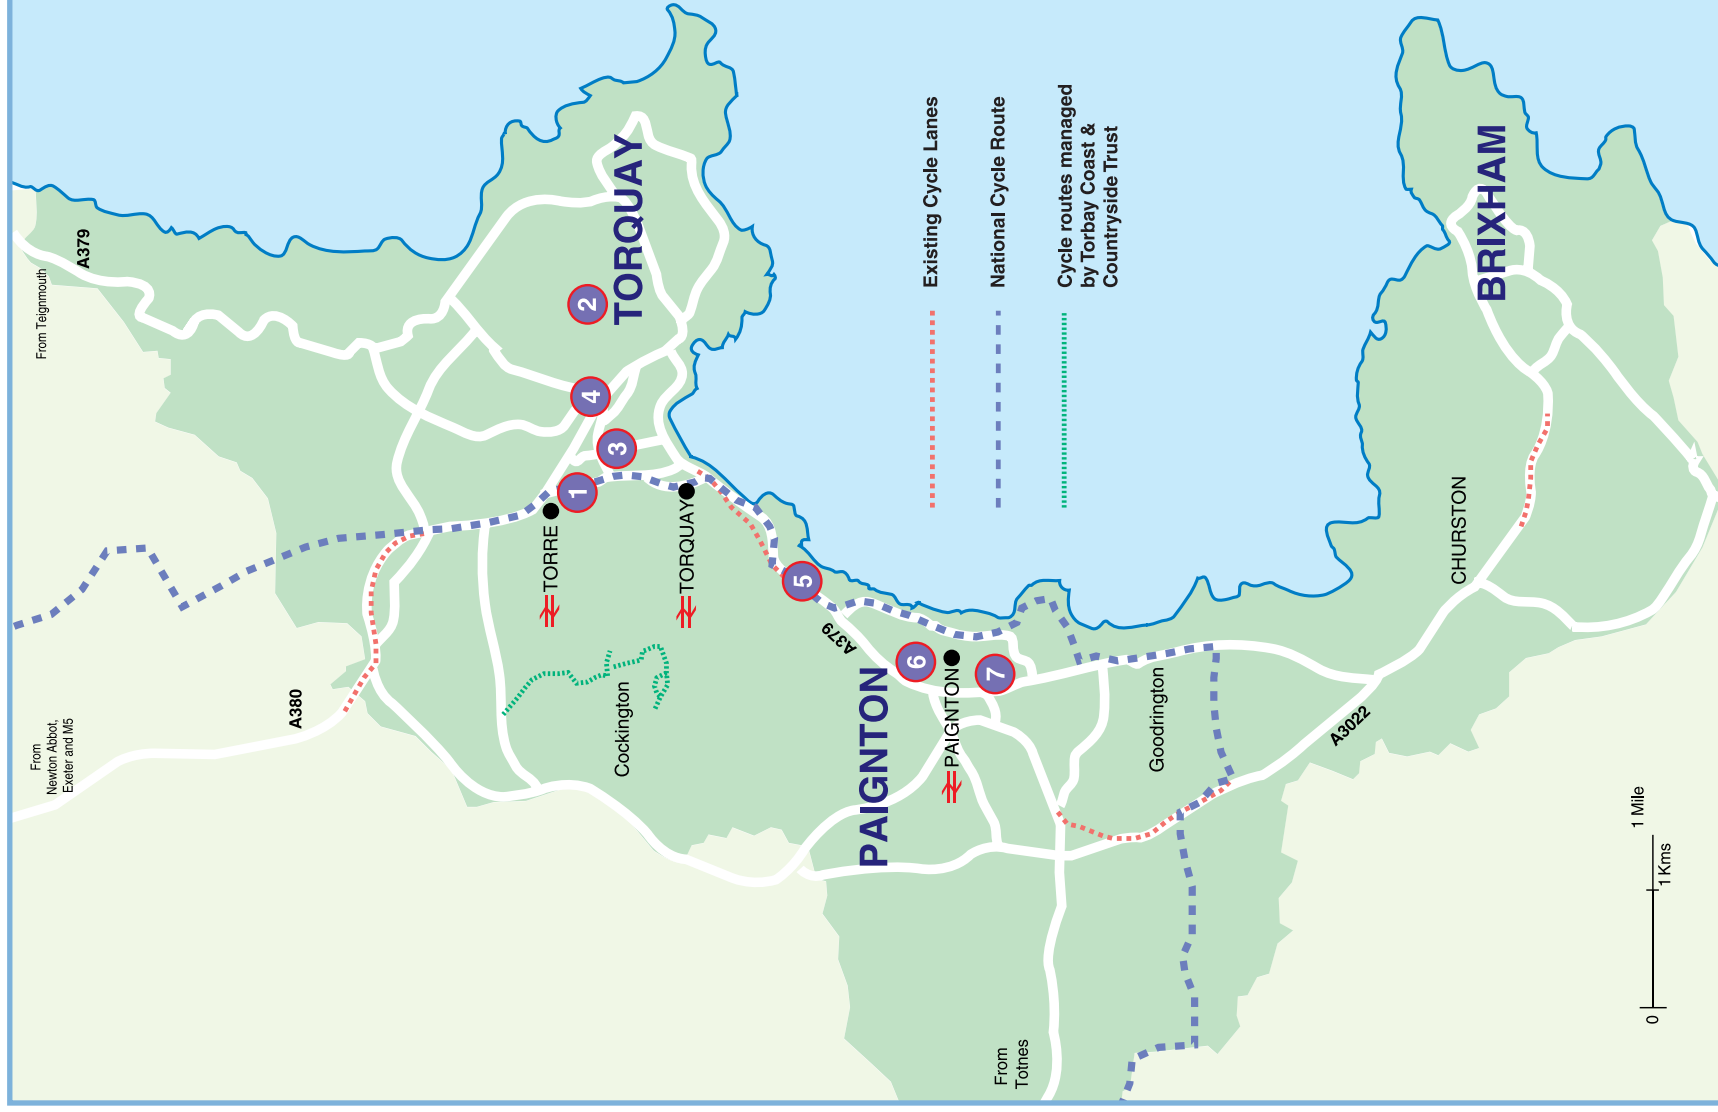 From Teignmouth
A379
From
Newton Abbot,
Exeter and M5
A380
TORQUAY
2
4
3
1
TORRE
TORQUAY
Cockington
5
A379
PAIGNTON
6
PAIGNTON
7
Goodrington
From
Totnes
Existing Cycle Lanes
National Cycle Route
Cycle routes managed
by Torbay Coast &
Countryside Trust
BRIXHAM
CHURSTON
A3022
1 Mile
0
1Kms